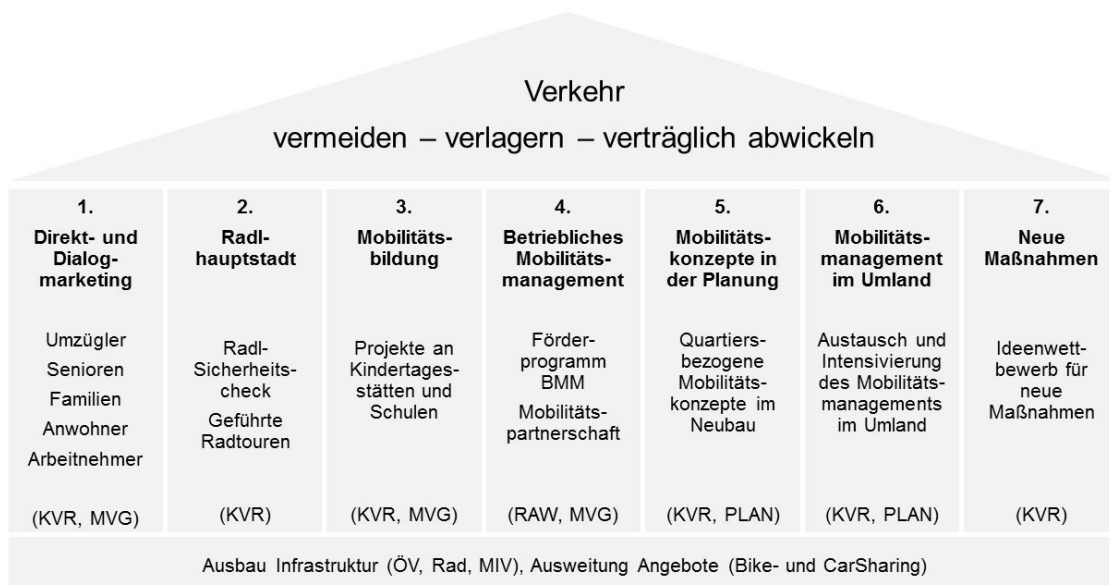 Verkehr
vermeiden – verlagern – verträglich abwickeln
1.
Direkt- und
Dialog-
marketing
Umzügler
Senioren
Familien
Anwohner
Arbeitnehmer
(KVR, MVG)
2.
Radl-
hauptstadt
Radl-
Sicherheits-
check
Geführte
Radtouren
(KVR)
3.
Mobilitäts-
bildung
Projekte an
Kindertages-
stätten und
Schulen
(KVR, MVG)
4.
Betriebliches
Mobilitäts-
management
Förder-
programm
BMM
Mobilitäts-
partnerschaft
(RAW, MVG)
5.
Mobilitäts-
konzepte in
der Planung
Quartiers-
bezogene
Mobilitäts-
konzepte im
Neubau
(KVR, PLAN)
6.
Mobilitäts-
management
im Umland
Austausch und
Intensivierung
des Mobilitäts-
managements
im Umland
(KVR, PLAN)
7.
Neue
Maßnahmen
Ideenwett-
bewerb für
neue
Maßnahmen
(KVR)
Ausbau Infrastruktur (ÖV, Rad, MIV), Ausweitung Angebote (Bike- und CarSharing)